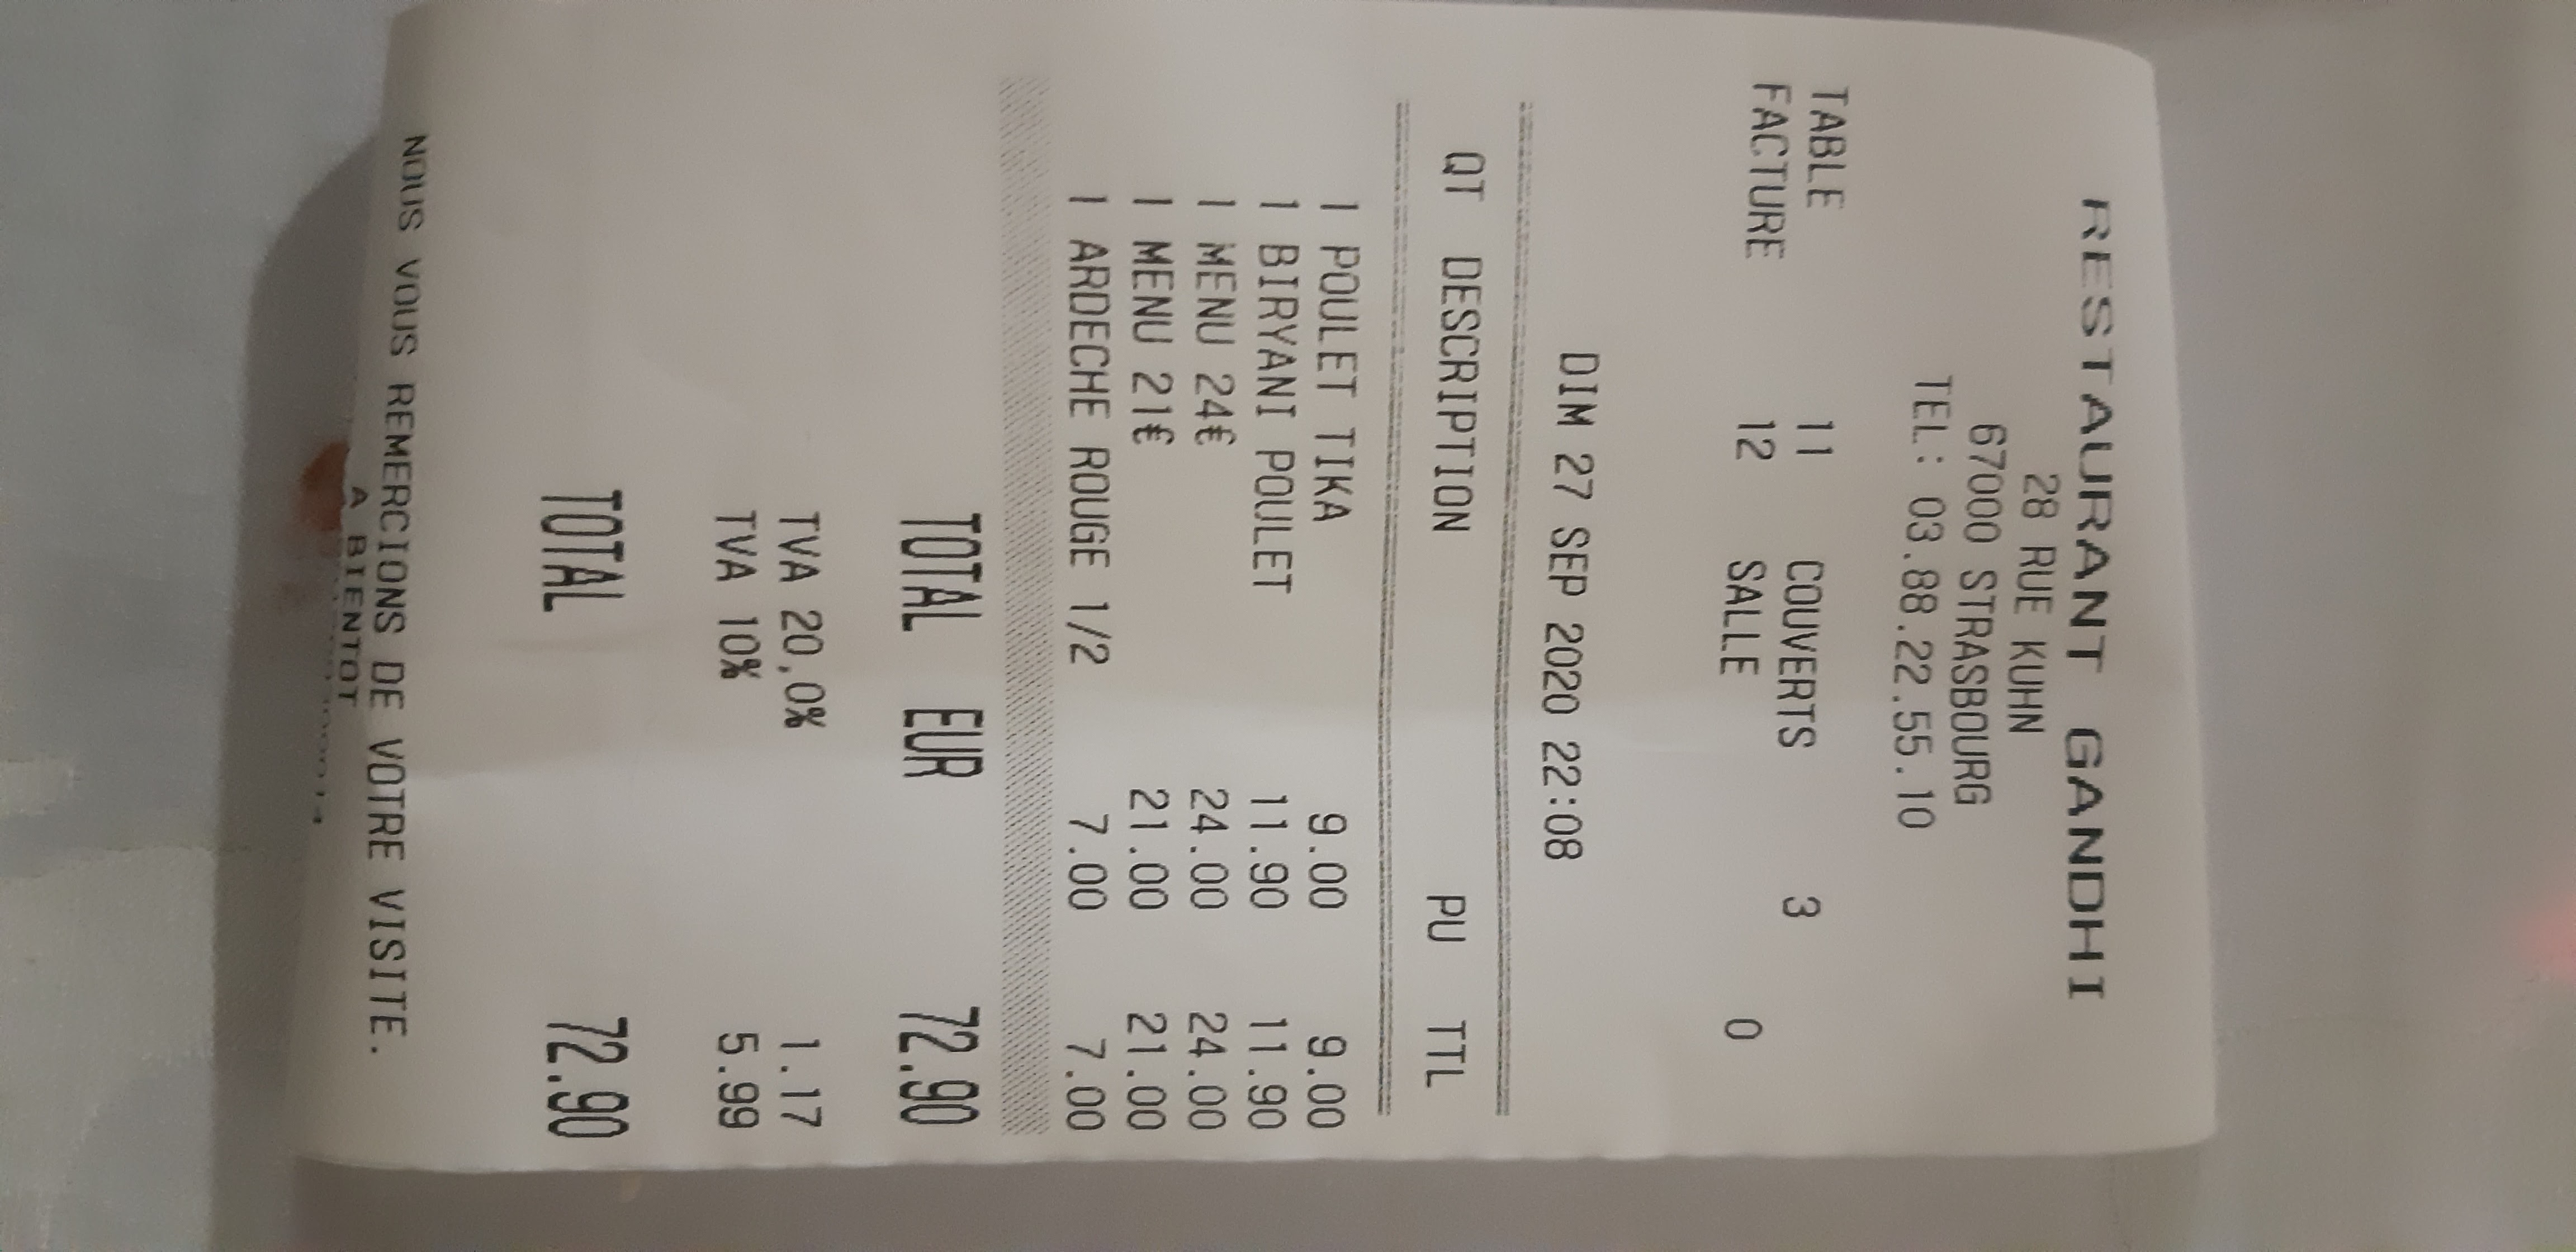 RESTAURANT GANDHI
28 RUE KUHN
67000 STRASBOURG
TEL: 03.88.22.55.10
TABLE 11 COUVERTS 3
FACTURE 12 SALLE 0
DIM 27 SEP 2020 22:08
QT DESCRIPTION PU TTL
1 POULET TIKA 9.00 9.00
1 BIRYANI POULET 11.90 11.90
1 MENU 24€ 24.00 24.00
1 MENU 21€ 21.00 21.00
1 ARDECHE ROUGE 1/2 7.00 7.00
TOTAL EUR 72.90
TVA 20,0% 1.17
TVA 10% 5.99
TOTAL 72.90
NOUS VOUS REMERCIONS DE VOTRE VISITE.
A BIENTOT